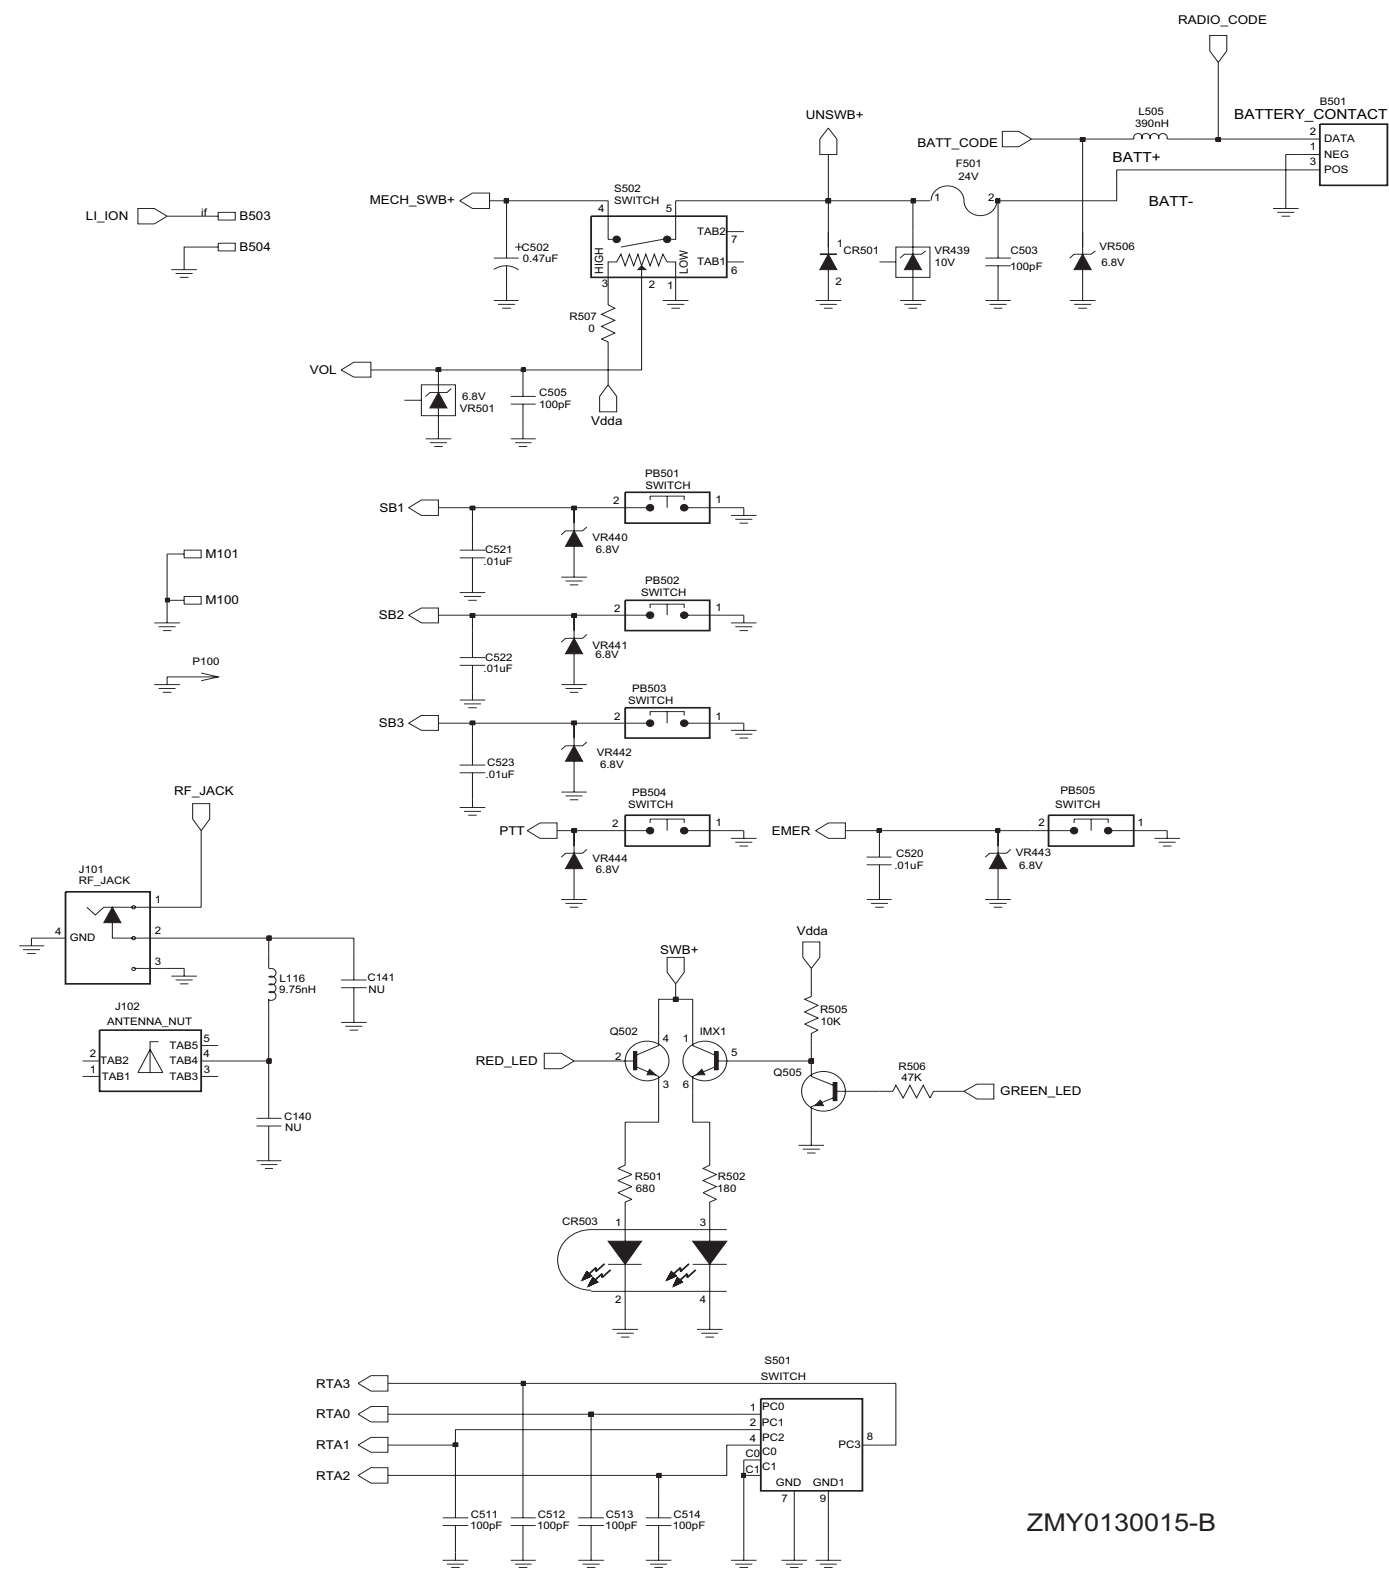 RADIO_CODE
B501
BATTERY_CONTACT
L505
390nH
2 DATA
1 NEG
3 POS
UNSWB+
BATT_CODE
BATT+
BATT-
F501
24V
1 2
LI_ION if B503
B504
MECH_SWB+
S502
SWITCH
4 5
TAB2 7
TAB1 6
HIGH LOW
3 2 1
+C502
0.47uF
1
CR501
2
VR439
10V
C503
100pF
VR506
6.8V
R507
0
VOL
6.8V
VR501
C505
100pF
Vdda
PB501
SWITCH
SB1 2 1
C521
.01uF
VR440
6.8V
M101
M100
PB502
SWITCH
SB2 2 1
C522
.01uF
VR441
6.8V
P100
PB503
SWITCH
SB3 2 1
C523
.01uF
VR442
6.8V
RF_JACK
PB504
SWITCH
PTT 2 1
VR444
6.8V
PB505
SWITCH
EMER 2 1
C520
.01uF
VR443
6.8V
J101
RF_JACK
1
2
3
4 GND
L116
9.75nH
C141
NU
J102
ANTENNA_NUT
TAB5 5
2 TAB2 TAB4 4
1 TAB1 TAB3 3
C140
NU
SWB+
Vdda
R505
10K
Q502 4 1 IMX1
RED_LED 2 5
3 6
Q505
R506
47K
GREEN_LED
R501
680
R502
180
CR503 1 3
2 4
S501
SWITCH
RTA3
RTA0 1 PC0
2 PC1
RTA1 4 PC2 PC3 8
C0 C0
RTA2 C1 C1
GND GND1
7 9
C511
100pF
C512
100pF
C513
100pF
C514
100pF
ZMY0130015-B